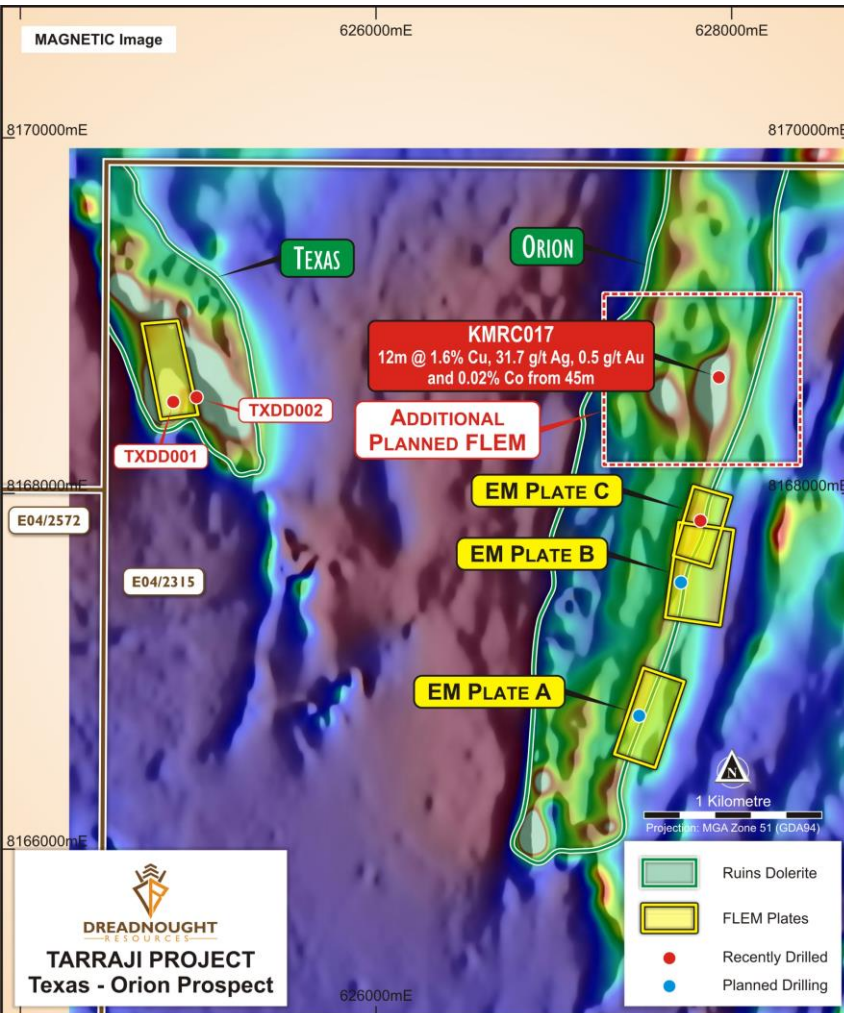 MAGNETIC Image
626000mE
628000mE
8170000mE
8170000mE
TEXAS
ORION
KMRC017
12m @ 1.6% Cu, 31.7 g/t Ag, 0.5 g/t Au
and 0.02% Co from 45m
ADDITIONAL
PLANNED FLEM
TXDD002
TXDD001
EM PLATE C
8168000mE
8168000mE
E04/2572
EM PLATE B
E04/2315
EM PLATE A
N
1 Kilometre
Projection: MGA Zone 51 (GDA94)
8166000mE
DREADNOUGHT
RESOURCES
TARRAJI PROJECT
Texas - Orion Prospect
626000mE
Ruins Dolerite
FLEM Plates
Recently Drilled
Planned Drilling